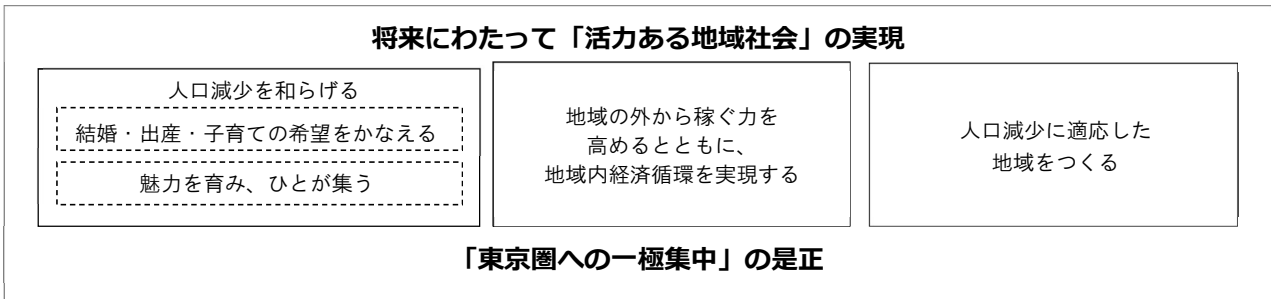 将来にわたって「活力ある地域社会」の実現
人口減少を和らげる
結婚・出産・子育ての希望をかなえる
魅力を育み、ひとが集う
地域の外から稼ぐ力を
高めるとともに、
地域内経済循環を実現する
人口減少に適応した
地域をつくる
「東京圏への一極集中」の是正